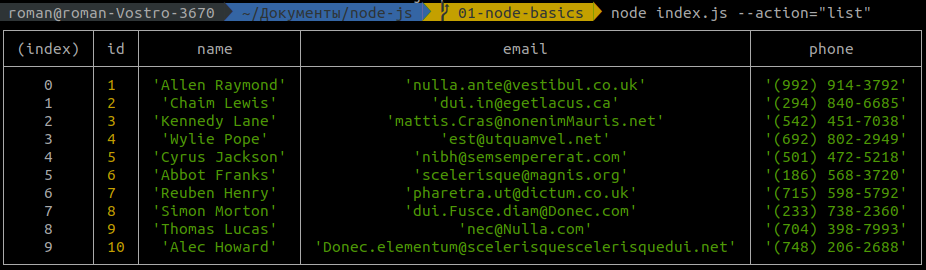 roman@roman-Vostro-3670 ~/Документы/node-js 01-node-basics node index.js --action="list"
(index) id name email phone
0 1 'Allen Raymond' 'nulla.ante@vestibul.co.uk' '(992) 914-3792'
1 2 'Chaim Lewis' 'dui.in@egetlacus.ca' '(294) 840-6685'
2 3 'Kennedy Lane' 'mattis.Cras@nonenimMauris.net' '(542) 451-7038'
3 4 'Wylie Pope' 'est@utquamvel.net' '(692) 802-2949'
4 5 'Cyrus Jackson' 'nibh@semsempererat.com' '(501) 472-5218'
5 6 'Abbot Franks' 'scelerisque@magnis.org' '(186) 568-3720'
6 7 'Reuben Henry' 'pharetra.ut@dictum.co.uk' '(715) 598-5792'
7 8 'Simon Morton' 'dui.Fusce.diam@Donec.com' '(233) 738-2360'
8 9 'Thomas Lucas' 'nec@Nulla.com' '(704) 398-7993'
9 10 'Alec Howard' 'Donec.elementum@scelerisquescelerisquedui.net' '(748) 206-2688'